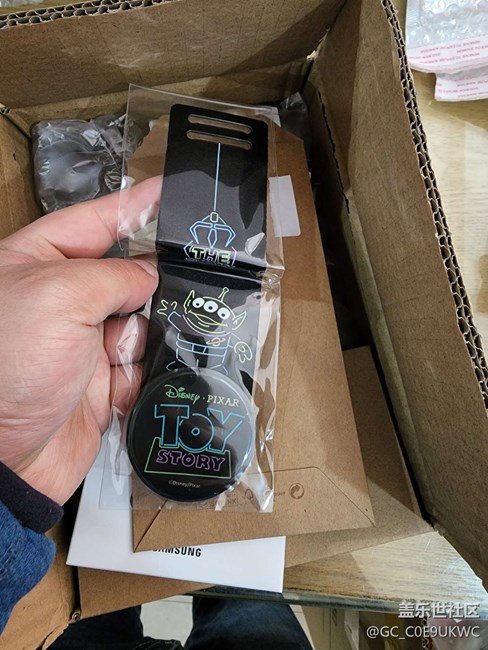 THE
Disney · PIXAR
TOY
STORY
©Disney/Pixar
SAMSUNG
盖乐世社区
@GC_C0E9UKWC